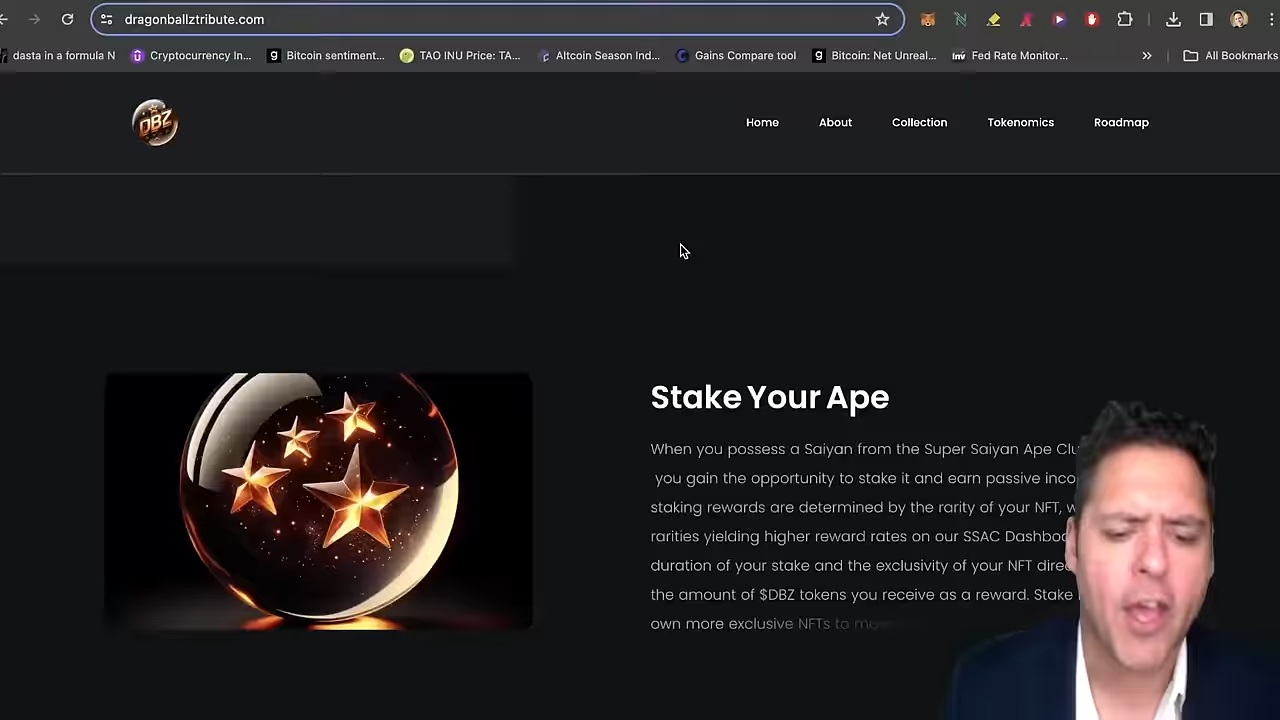 dragonballztribute.com
dasta in a formula N
Cryptocurrency In...
Bitcoin sentiment...
TAO INU Price: TA...
Altcoin Season Ind...
Gains Compare tool
Bitcoin: Net Unreal...
Fed Rate Monitor...
All Bookmarks
DBZ
Home
About
Collection
Tokenomics
Roadmap
Stake Your Ape
When you possess a Saiyan from the Super Saiyan Ape Clu
you gain the opportunity to stake it and earn passive inco
staking rewards are determined by the rarity of your NFT, w
rarities yielding higher reward rates on our SSAC Dashboa
duration of your stake and the exclusivity of your NFT dire
the amount of $DBZ tokens you receive as a reward. Stake
own more exclusive NFTs to